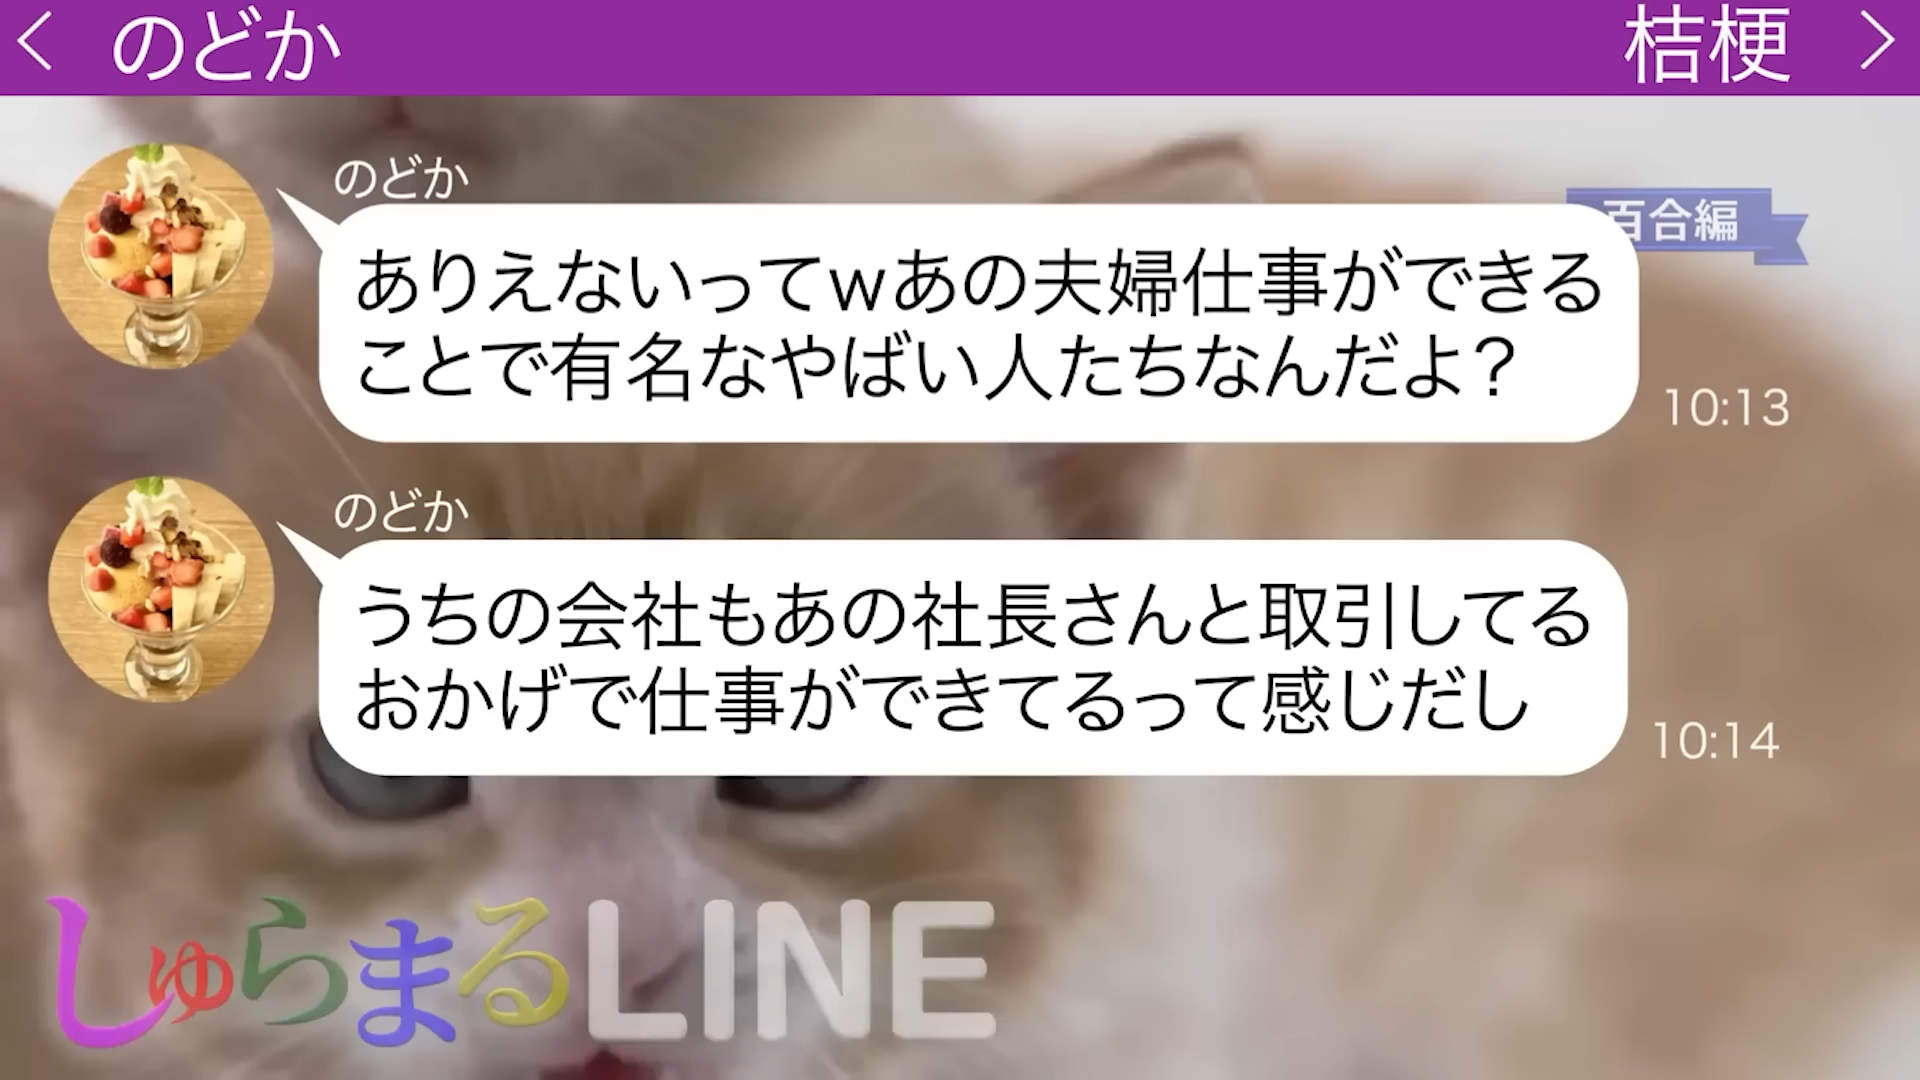 のどか
桔梗
百合編
のどか
ありえないってwあの夫婦仕事ができる
ことで有名なやばい人たちなんだよ?
10:13
のどか
うちの会社もあの社長さんと取引してる
おかげで仕事ができてるって感じだし
10:14
しゅらまるLINE